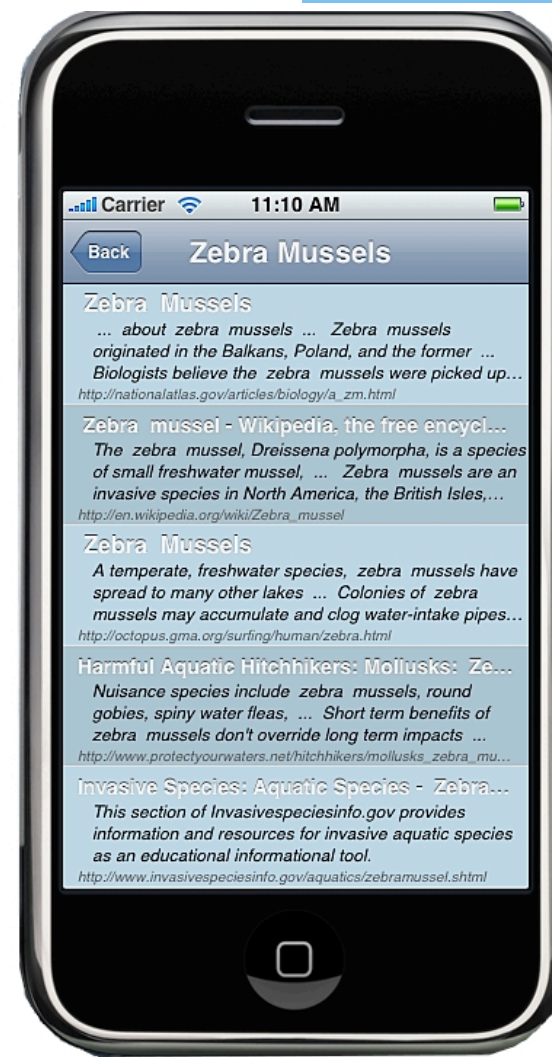 Carrier 11:10 AM
Back Zebra Mussels
Zebra Mussels
... about zebra mussels ... Zebra mussels
originated in the Balkans, Poland, and the former ...
Biologists believe the zebra mussels were picked up...
http://nationalatlas.gov/articles/biology/a_zm.html
Zebra mussel - Wikipedia, the free encycl...
The zebra mussel, Dreissena polymorpha, is a species
of small freshwater mussel, ... Zebra mussels are an
invasive species in North America, the British Isles,...
http://en.wikipedia.org/wiki/Zebra_mussel
Zebra Mussels
A temperate, freshwater species, zebra mussels have
spread to many other lakes ... Colonies of zebra
mussels may accumulate and clog water-intake pipes...
http://octopus.gma.org/surfing/human/zebra.html
Harmful Aquatic Hitchhikers: Mollusks: Ze...
Nuisance species include zebra mussels, round
gobies, spiny water fleas, ... Short term benefits of
zebra mussels don't override long term impacts ...
http://www.protectyourwaters.net/hitchhikers/mollusks_zebra_mu...
Invasive Species: Aquatic Species - Zebra...
This section of Invasivespeciesinfo.gov provides
information and resources for invasive aquatic species
as an educational informational tool.
http://www.invasivespeciesinfo.gov/aquatics/zebramussel.shtml